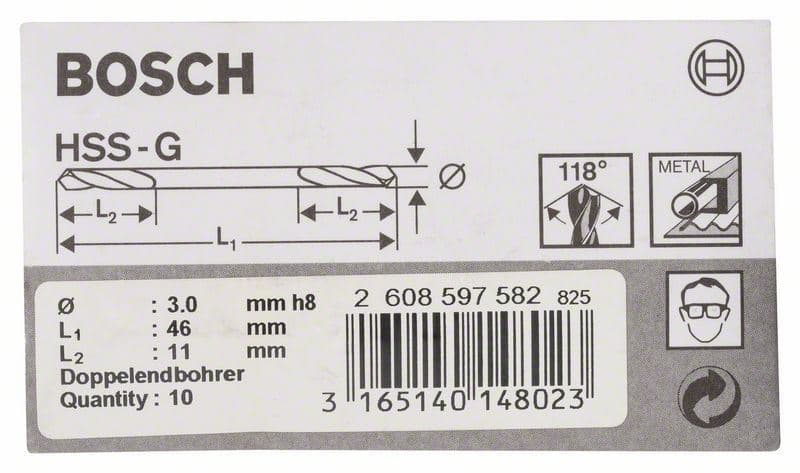 BOSCH
HSS-G
Ø
L₂
L₂
L₁
118°
METAL
Ø : 3.0 mm h8
L₁ : 46 mm
L₂ : 11 mm
Doppelendbohrer
Quantity : 10
2 608 597 582 825
3 165140 148023